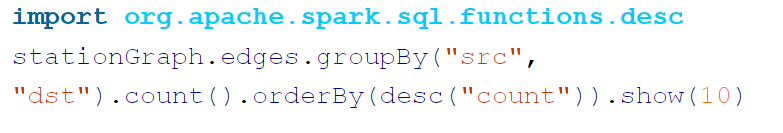 import org.apache.spark.sql.functions.desc
stationGraph.edges.groupBy("src",
"dst").count().orderBy(desc("count")).show(10)